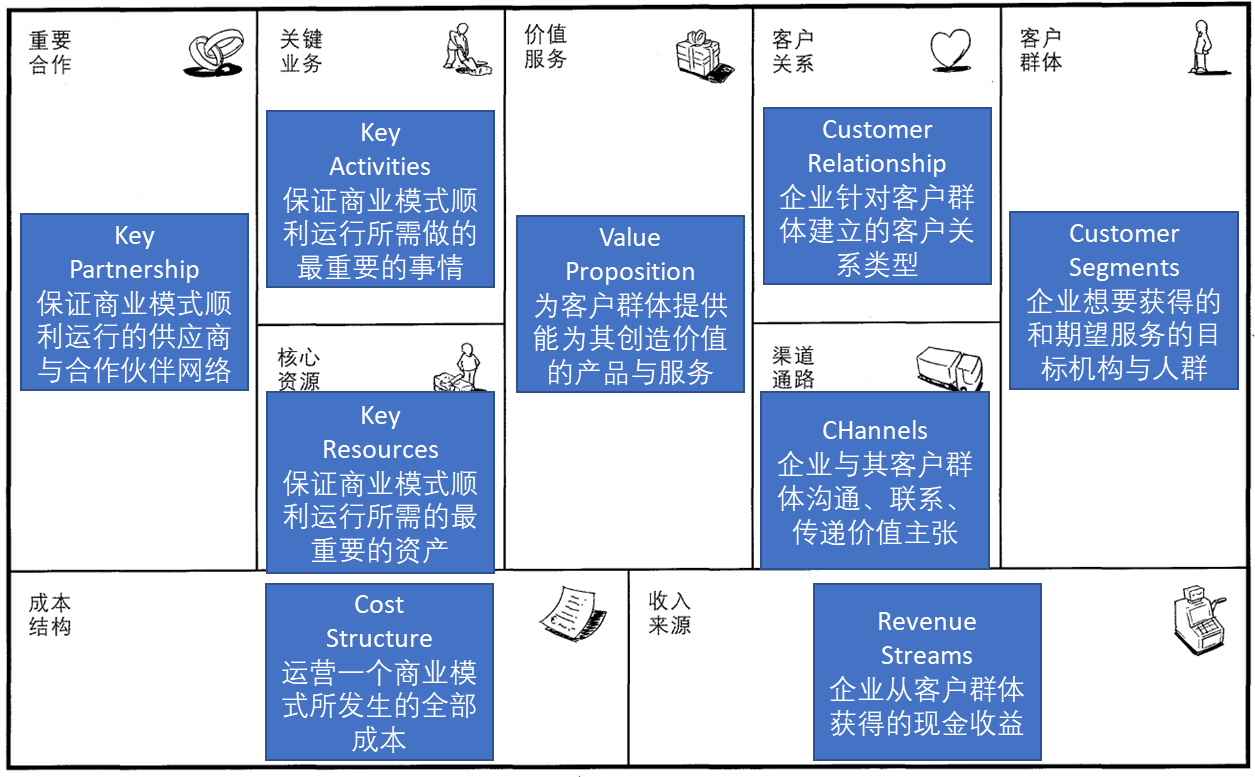 重要
合作
Key
Partnership
保证商业模式顺
利运行的供应商
与合作伙伴网络
关键
业务
Key
Activities
保证商业模式顺
利运行所需做的
最重要的事情
核心
资源
Key
Resources
保证商业模式顺
利运行所需的最
重要的资产
价值
服务
Value
Proposition
为客户群体提供
能为其创造价值
的产品与服务
客户
关系
Customer
Relationship
企业针对客户群
体建立的客户关
系类型
渠道
通路
CHannels
企业与其客户群
体沟通、联系、
传递价值主张
客户
群体
Customer
Segments
企业想要获得的
和期望服务的目
标机构与人群
成本
结构
Cost
Structure
运营一个商业模
式所发生的全部
成本
收入
来源
Revenue
Streams
企业从客户群体
获得的现金收益